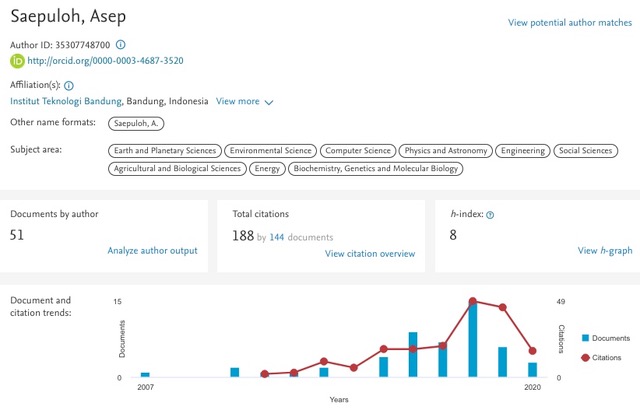 Saepuloh, Asep
View potential author matches
Author ID: 35307748700
iD http://orcid.org/0000-0003-4687-3520
Affiliation(s):
Institut Teknologi Bandung, Bandung, Indonesia View more
Other name formats: Saepuloh, A.
Subject area: Earth and Planetary Sciences Environmental Science Computer Science Physics and Astronomy Engineering Social Sciences
Agricultural and Biological Sciences Energy Biochemistry, Genetics and Molecular Biology
Documents by author
51
Analyze author output
Total citations
188 by 144 documents
View citation overview
h-index:
8
View h-graph
Document and
citation trends:
15
Documents
0
2007
Years
2020
49
Citations
0
Documents
Citations